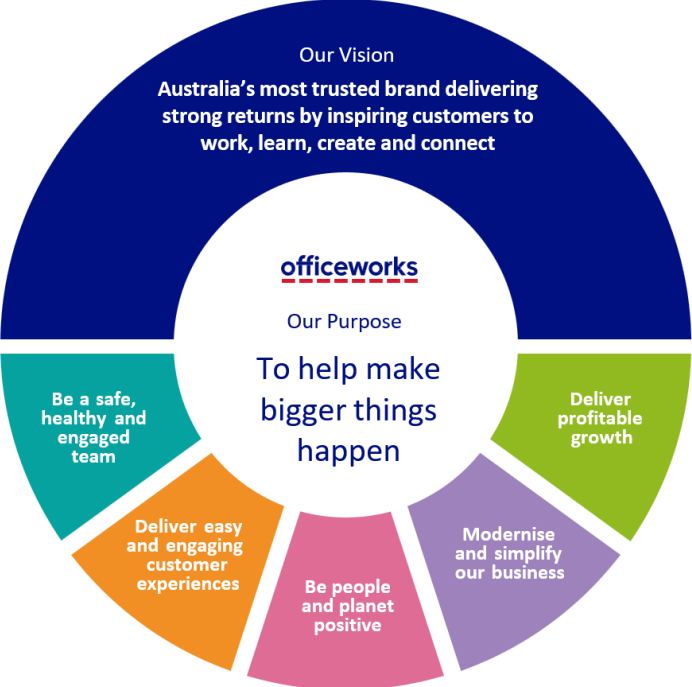 Our Vision
Australia's most trusted brand delivering
strong returns by inspiring customers to
work, learn, create and connect
officeworks
Our Purpose
To help make
bigger things
happen
Be a safe,
healthy and
engaged
team
Deliver easy
and engaging
customer
experiences
Be people
and planet
positive
Modernise
and simplify
our business
Deliver
profitable
growth